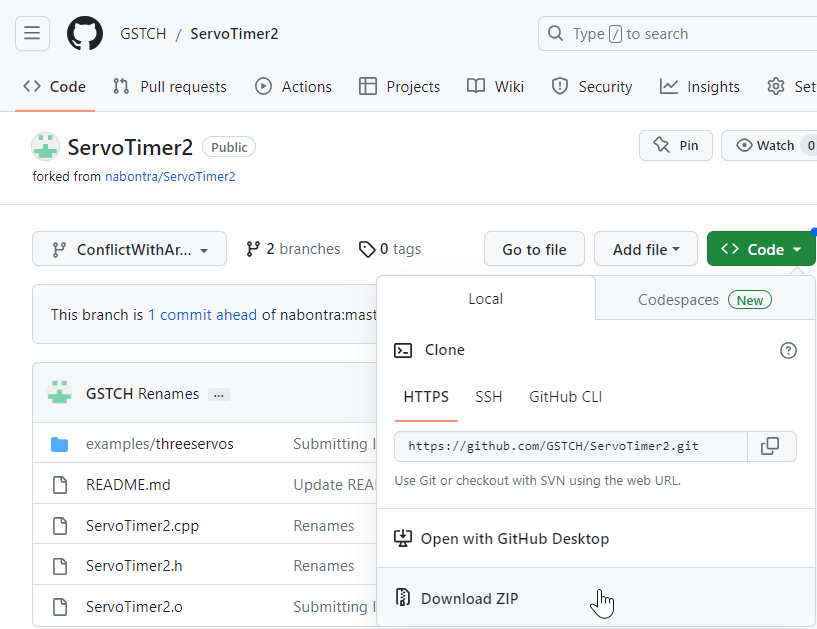 GSTCH / ServoTimer2
Type / to search
Code
Pull requests
Actions
Projects
Wiki
Security
Insights
Set
ServoTimer2 Public
Pin
Watch 0
forked from nabontra/ServoTimer2
ConflictWithAr...
2 branches
0 tags
Go to file
Add file
Code
This branch is 1 commit ahead of nabontra:mast
Local
Codespaces New
Clone
HTTPS
SSH
GitHub CLI
https://github.com/GSTCH/ServoTimer2.git
Use Git or checkout with SVN using the web URL.
Open with GitHub Desktop
Download ZIP
GSTCH Renames ...
examples/threeservos Submitting
README.md Update REA
ServoTimer2.cpp Renames
ServoTimer2.h Renames
ServoTimer2.o Submitting